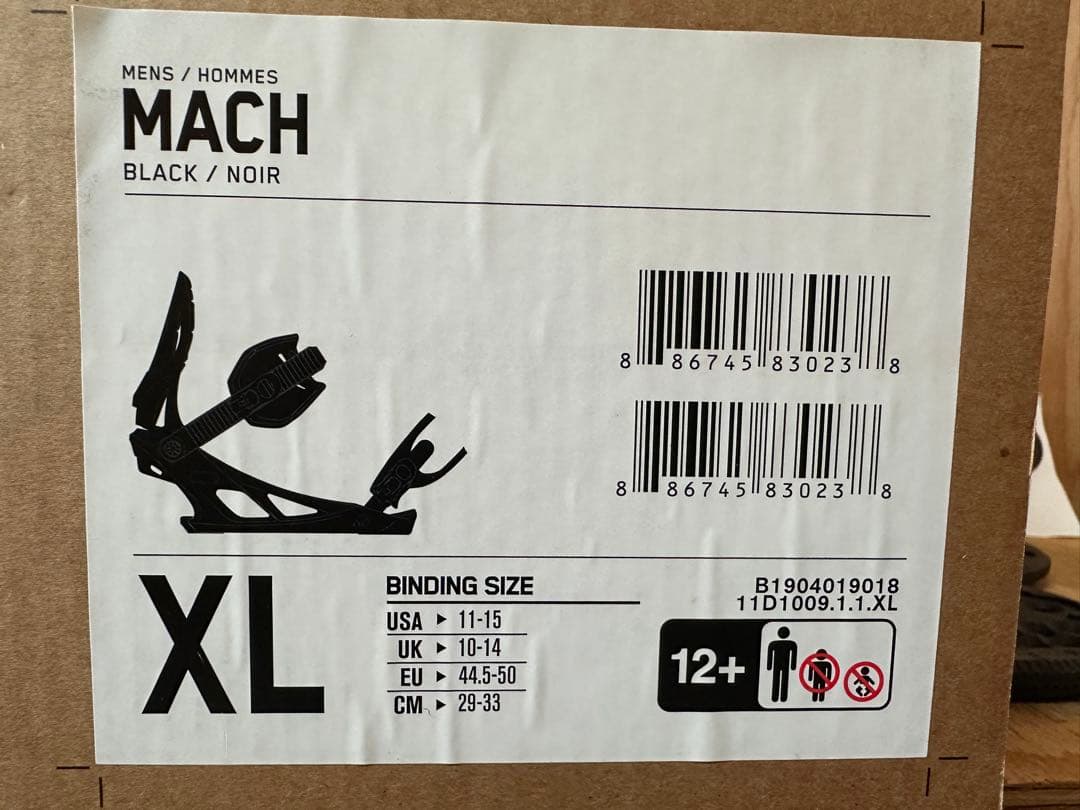 MENS / HOMMES
MACH
BLACK / NOIR
8 86745 83023 8
8 86745 83023 8
XL
BINDING SIZE
USA ▶ 11-15
UK ▶ 10-14
EU ▶ 44.5-50
CM ▶ 29-33
B1904019018
11D1009.1.1.XL
12+